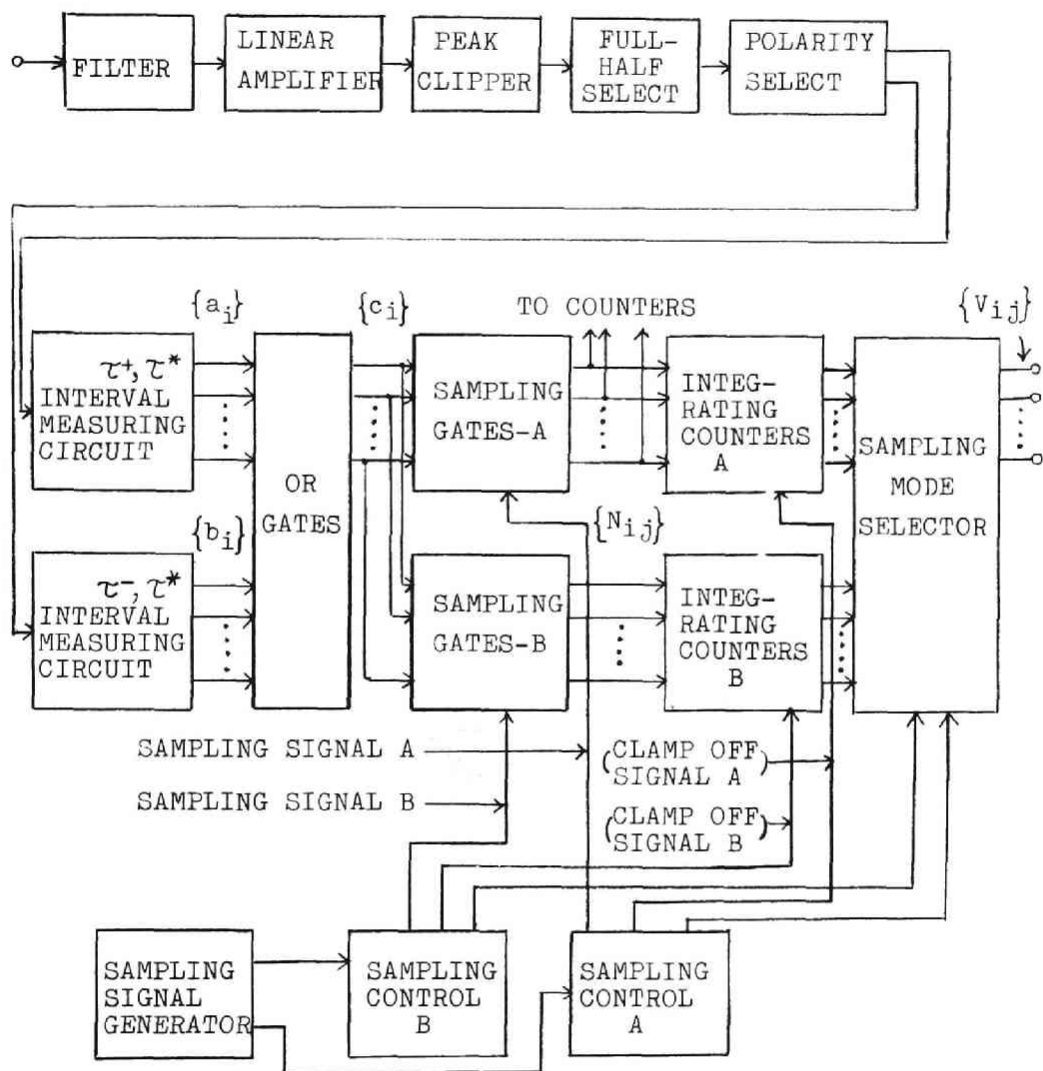 FILTER
LINEAR
AMPLIFIER
PEAK
CLIPPER
FULL-
HALF
SELECT
POLARITY
SELECT
{a_i}
{c_i}
TO COUNTERS
{V_ij}
τ⁺, τ*
INTERVAL
MEASURING
CIRCUIT
OR
GATES
SAMPLING
GATES-A
INTEG-
RATING
COUNTERS
A
SAMPLING
MODE
SELECTOR
{b_i}
{N_ij}
τ⁻, τ*
INTERVAL
MEASURING
CIRCUIT
SAMPLING
GATES-B
INTEG-
RATING
COUNTERS
B
SAMPLING SIGNAL A
(CLAMP OFF
SIGNAL A)
SAMPLING SIGNAL B
(CLAMP OFF
SIGNAL B)
SAMPLING
SIGNAL
GENERATOR
SAMPLING
CONTROL
B
SAMPLING
CONTROL
A